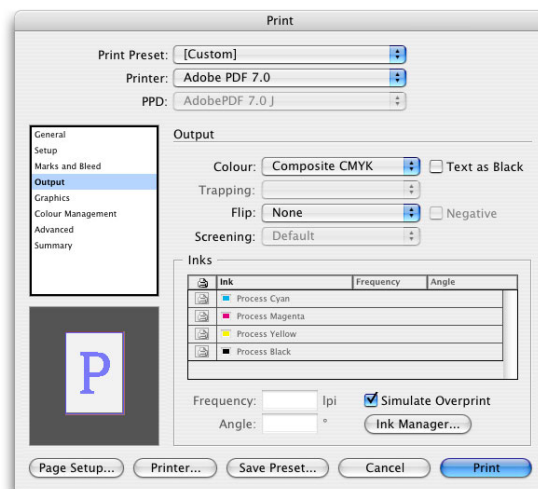 Print
Print Preset: [Custom]
Printer: Adobe PDF 7.0
PPD: AdobePDF 7.0 J
General
Setup
Marks and Bleed
Output
Graphics
Colour Management
Advanced
Summary
Output
Colour: Composite CMYK Text as Black
Trapping:
Flip: None Negative
Screening: Default
Inks
Ink Frequency Angle
Process Cyan
Process Magenta
Process Yellow
Process Black
P
Frequency: lpi Simulate Overprint
Angle: ° Ink Manager...
Page Setup... Printer... Save Preset... Cancel Print